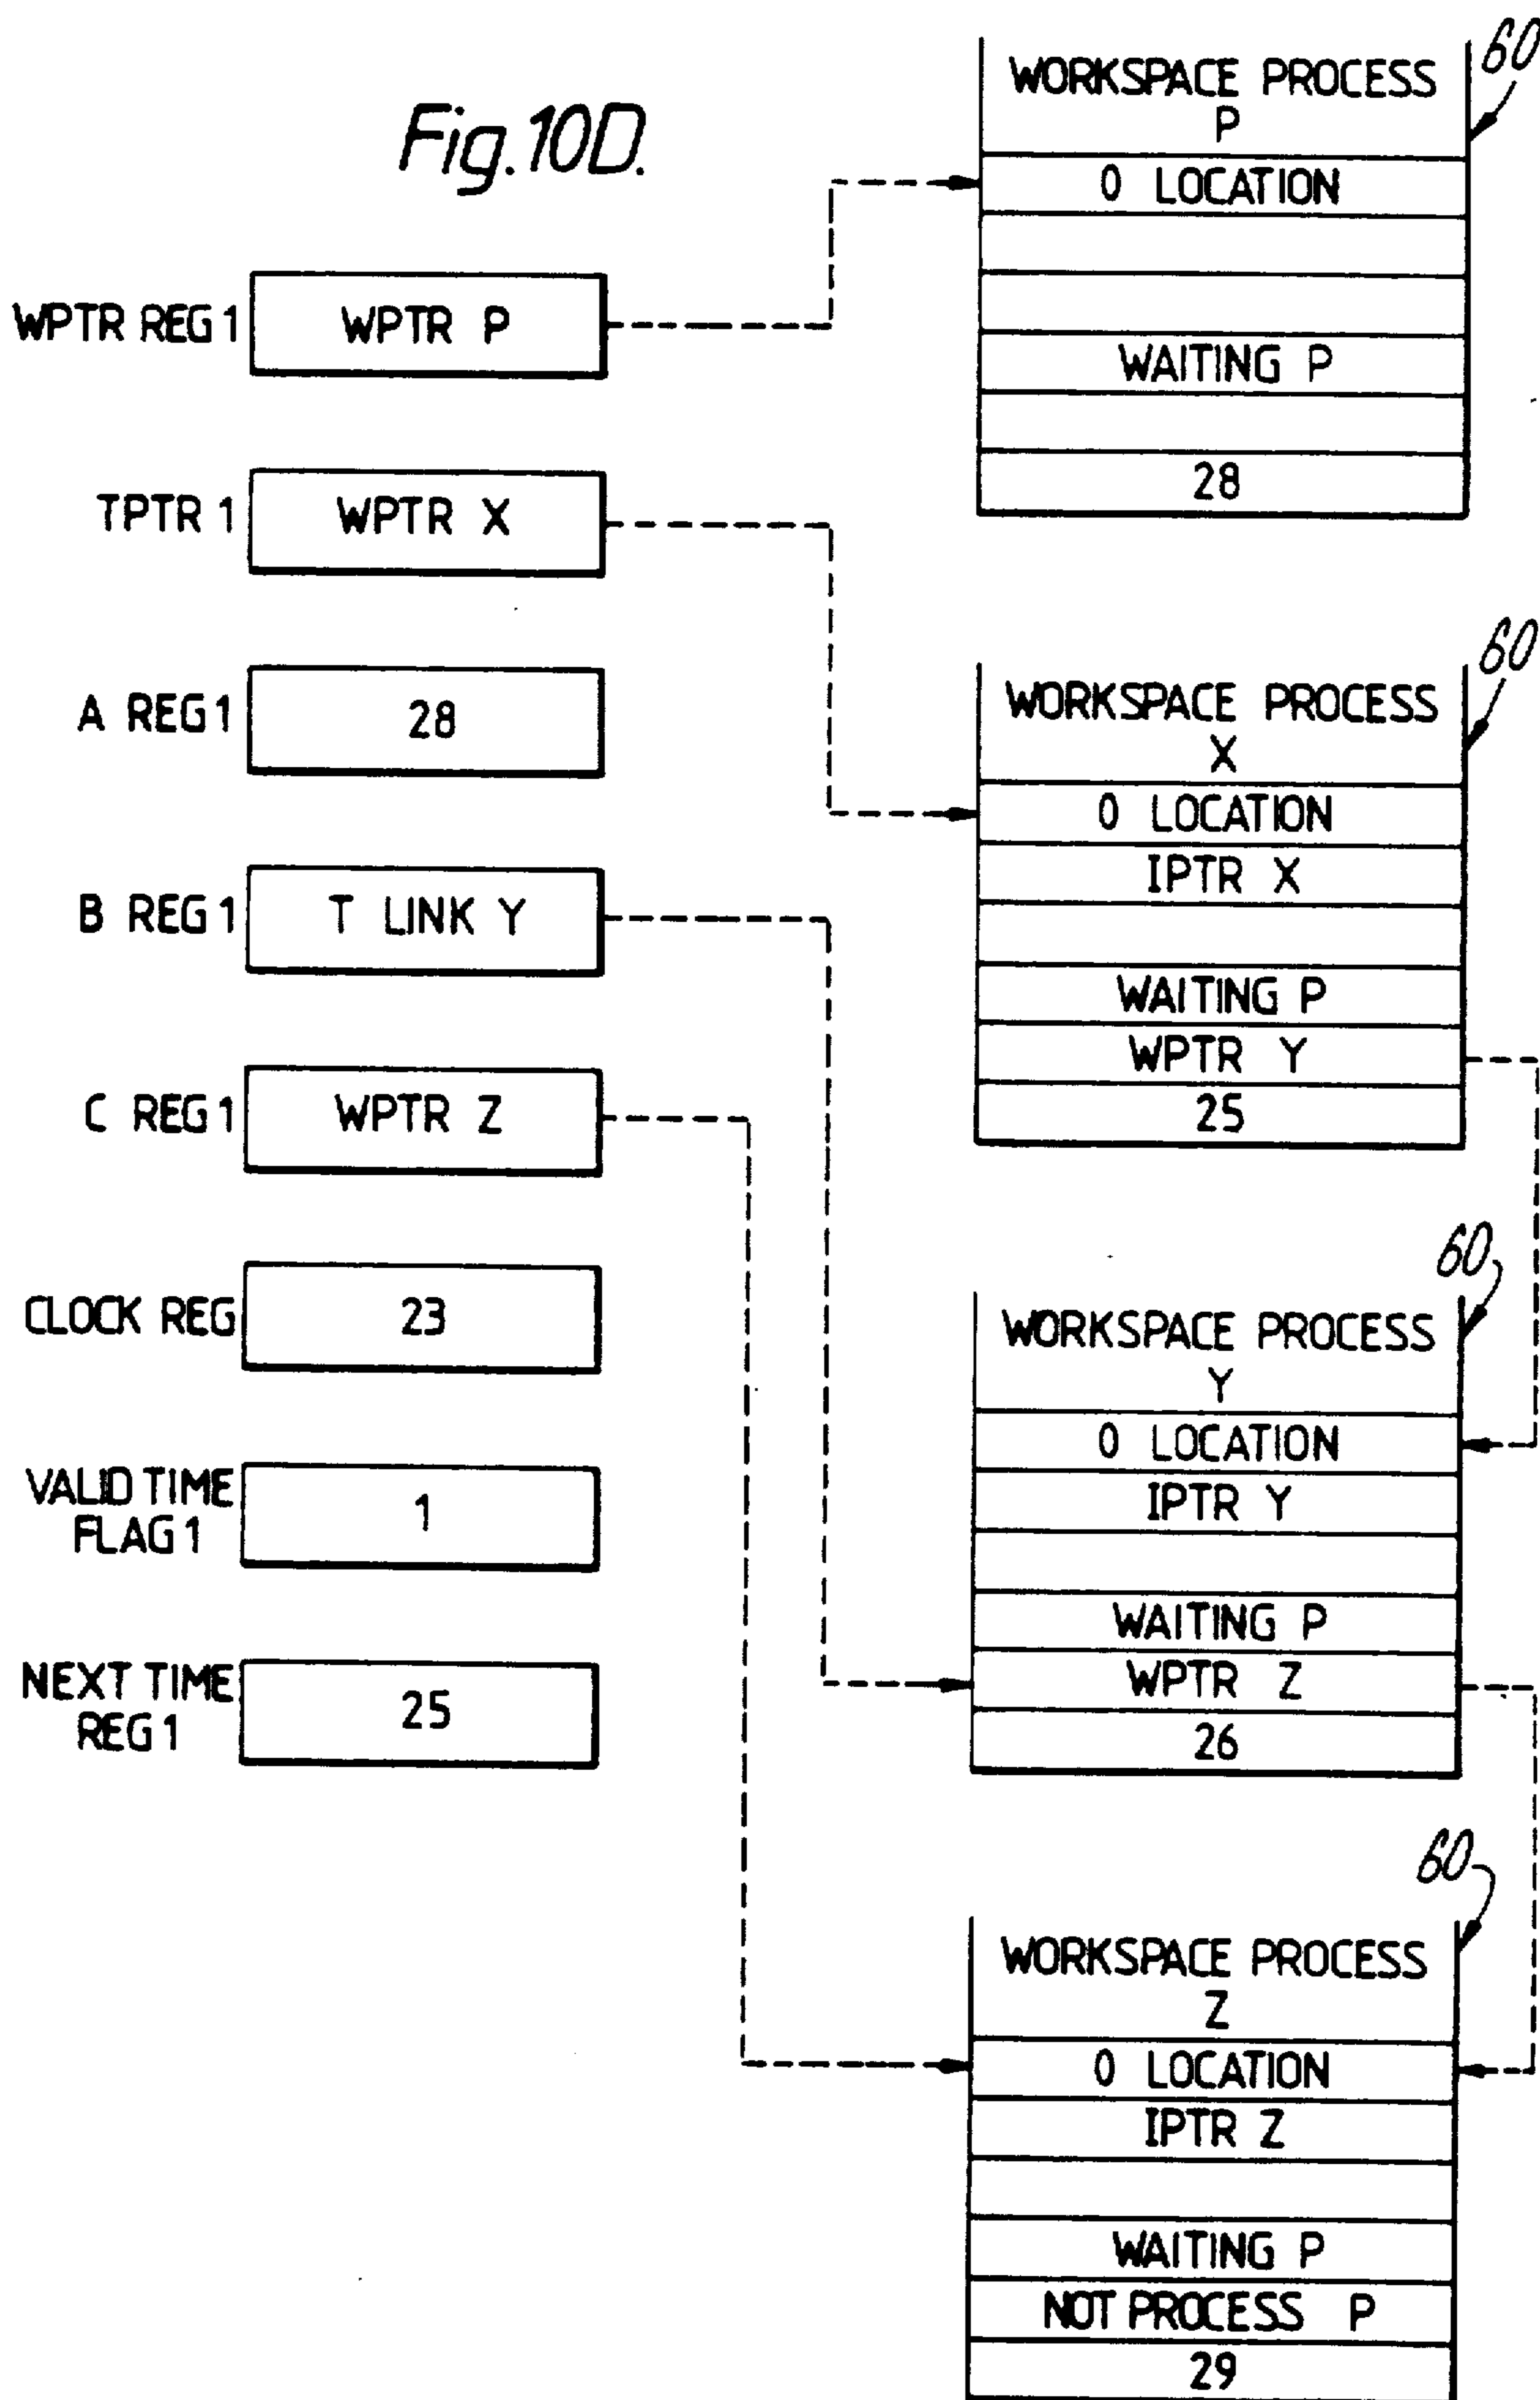 Fig. 10D.
WPTR REG 1
WPTR P
TPTR 1
WPTR X
A REG 1
28
B REG 1
T LINK Y
C REG 1
WPTR Z
CLOCK REG
23
VALID TIME
FLAG 1
1
NEXT TIME
REG 1
25
60
WORKSPACE PROCESS
P
0 LOCATION
WAITING P
28
60
WORKSPACE PROCESS
X
0 LOCATION
IPTR X
WAITING P
WPTR Y
25
60
WORKSPACE PROCESS
Y
0 LOCATION
IPTR Y
WAITING P
WPTR Z
26
60
WORKSPACE PROCESS
Z
0 LOCATION
IPTR Z
WAITING P
NOT PROCESS P
29